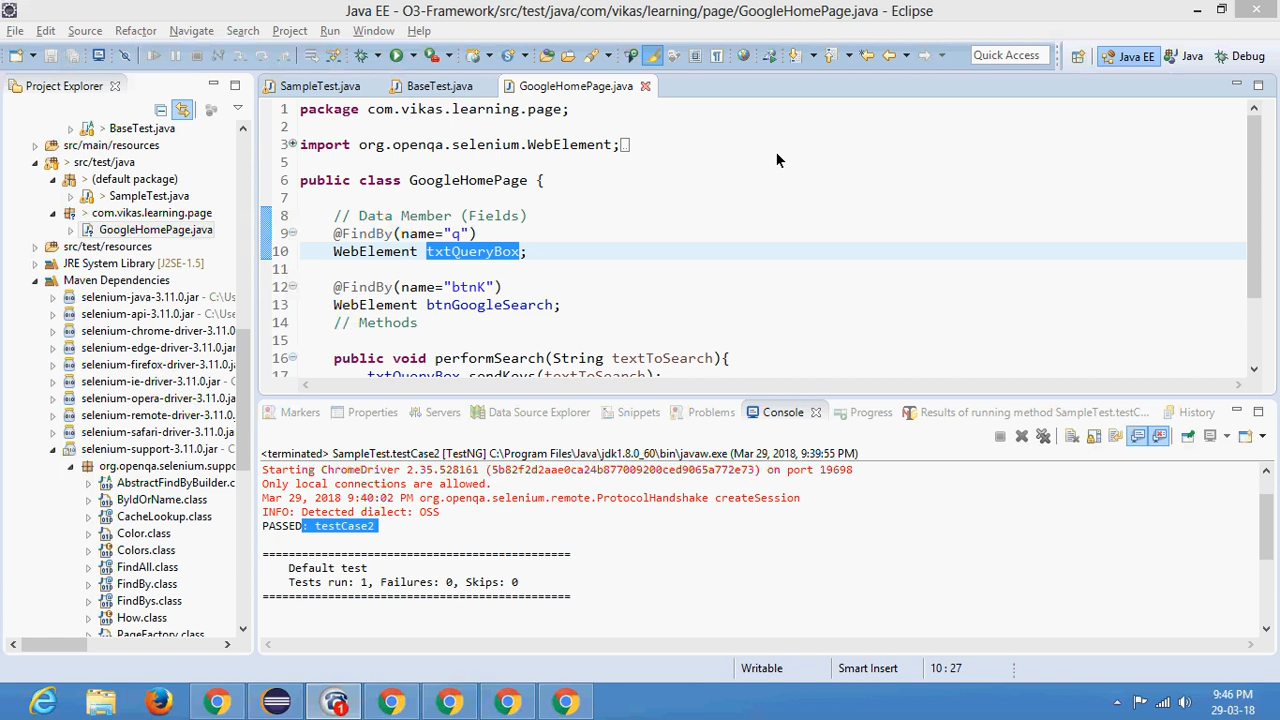 Java EE - O3-Framework/src/test/java/com/vikas/learning/page/GoogleHomePage.java - Eclipse
File Edit Source Refactor Navigate Search Project Run Window Help
Quick Access
Java EE
Java
Debug
Project Explorer
SampleTest.java
BaseTest.java
GoogleHomePage.java
> BaseTest.java
src/main/resources
> src/test/java
> (default package)
> SampleTest.java
> com.vikas.learning.page
GoogleHomePage.java
src/test/resources
JRE System Library [J2SE-1.5]
Maven Dependencies
selenium-java-3.11.0.jar - C:\Us
selenium-api-3.11.0.jar - C:\Use
selenium-chrome-driver-3.11.0
selenium-edge-driver-3.11.0.jar
selenium-firefox-driver-3.11.0.
selenium-ie-driver-3.11.0.jar
selenium-opera-driver-3.11.0.ja
selenium-remote-driver-3.11.0.
selenium-safari-driver-3.11.0.ja
selenium-support-3.11.0.jar - C
org.openqa.selenium.suppo
AbstractFindByBuilder.c
ByIdOrName.class
CacheLookup.class
Color.class
Colors.class
FindAll.class
FindBy.class
FindBys.class
How.class
PageFactory.class
1 package com.vikas.learning.page;
2
3 import org.openqa.selenium.WebElement;
5
6 public class GoogleHomePage {
7
8 // Data Member (Fields)
9 @FindBy(name="q")
10 WebElement txtQueryBox;
11
12 @FindBy(name="btnK")
13 WebElement btnGoogleSearch;
14 // Methods
15
16 public void performSearch(String textToSearch){
17 txtQueryBox.sendKeys(textToSearch);
Markers Properties Servers Data Source Explorer Snippets Problems Console Progress Results of running method SampleTest.testC... History
<terminated> SampleTest.testCase2 [TestNG] C:\Program Files\Java\jdk1.8.0_60\bin\javaw.exe (Mar 29, 2018, 9:39:55 PM)
Starting ChromeDriver 2.35.528161 (5b82f2d2aae0ca24b877009200ced9065a772e73) on port 19698
Only local connections are allowed.
Mar 29, 2018 9:40:02 PM org.openqa.selenium.remote.ProtocolHandshake createSession
INFO: Detected dialect: OSS
PASSED: testCase2
===============================================
Default test
Tests run: 1, Failures: 0, Skips: 0
===============================================
Writable
Smart Insert
10 : 27
1
9:46 PM
29-03-18